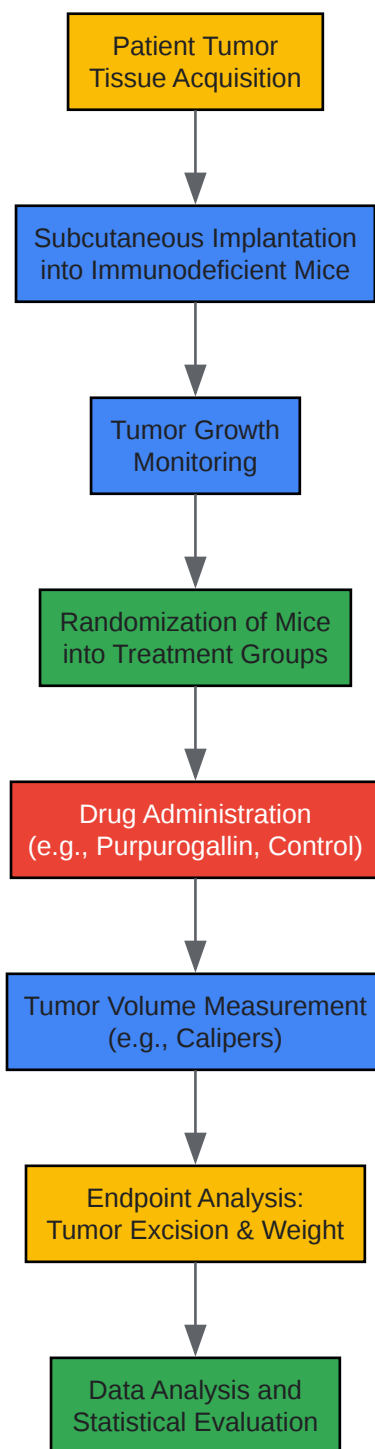 Patient Tumor
Tissue Acquisition
Subcutaneous Implantation
into Immunodeficient Mice
Tumor Growth
Monitoring
Randomization of Mice
into Treatment Groups
Drug Administration
(e.g., Purpurogallin, Control)
Tumor Volume Measurement
(e.g., Calipers)
Endpoint Analysis:
Tumor Excision & Weight
Data Analysis and
Statistical Evaluation